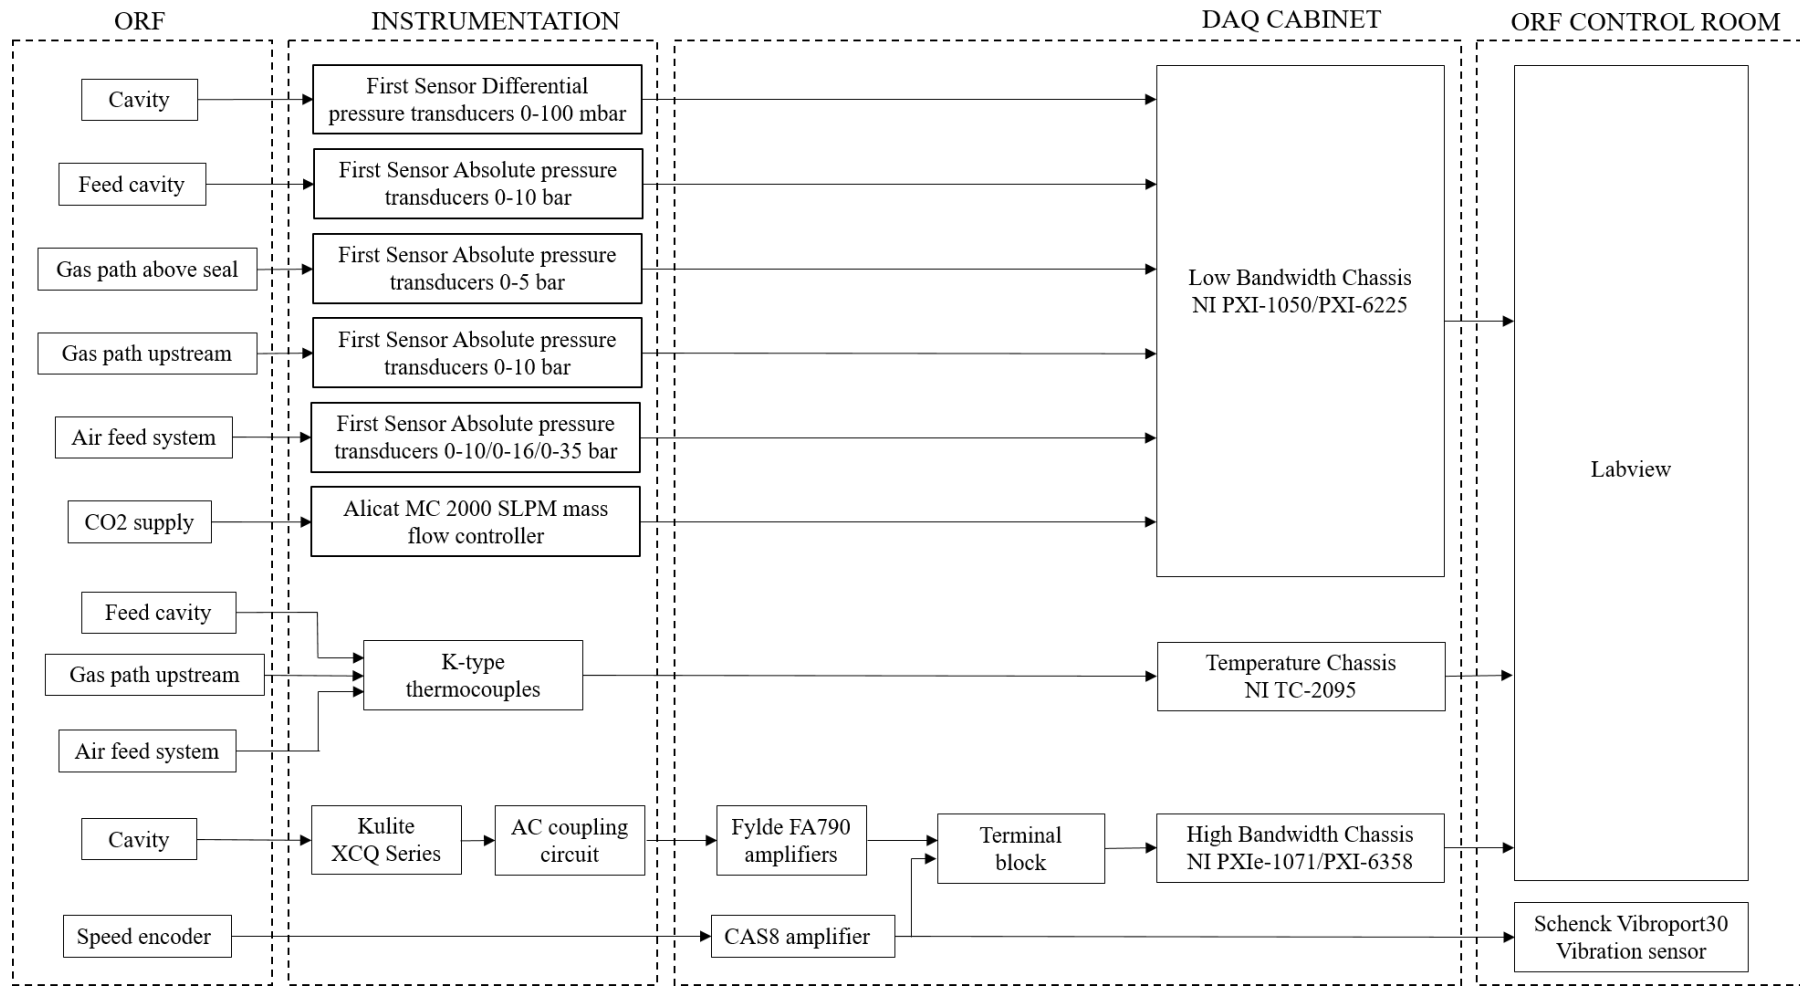 ORF
INSTRUMENTATION
DAQ CABINET
ORF CONTROL ROOM
Cavity
First Sensor Differential
pressure transducers 0-100 mbar
Feed cavity
First Sensor Absolute pressure
transducers 0-10 bar
Gas path above seal
First Sensor Absolute pressure
transducers 0-5 bar
Gas path upstream
First Sensor Absolute pressure
transducers 0-10 bar
Air feed system
First Sensor Absolute pressure
transducers 0-10/0-16/0-35 bar
CO2 supply
Alicat MC 2000 SLPM mass
flow controller
Low Bandwidth Chassis
NI PXI-1050/PXI-6225
Labview
Feed cavity
Gas path upstream
Air feed system
K-type
thermocouples
Temperature Chassis
NI TC-2095
Cavity
Kulite
XCQ Series
AC coupling
circuit
Fylde FA790
amplifiers
Terminal
block
High Bandwidth Chassis
NI PXIe-1071/PXI-6358
Speed encoder
CAS8 amplifier
Schenck Vibroport30
Vibration sensor